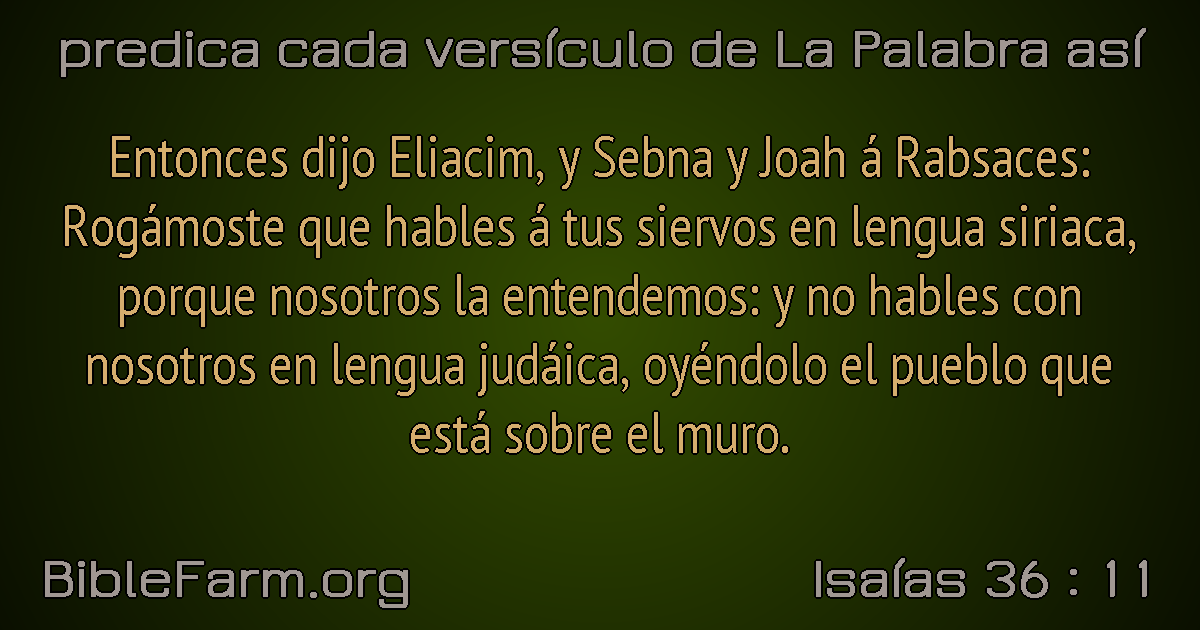 predica cada versículo de La Palabra así
Entonces dijo Eliacim, y Sebna y Joah á Rabsaces:
Rogámoste que hables á tus siervos en lengua siriaca,
porque nosotros la entendemos: y no hables con
nosotros en lengua judáica, oyéndolo el pueblo que
está sobre el muro.
BibleFarm.org
Isaías 36 : 11